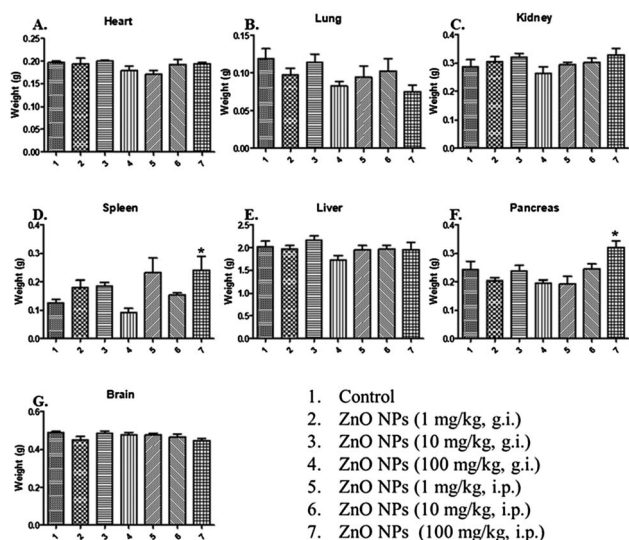 A. Heart
Weight (g)
0.25
0.20
0.15
0.10
0.05
0.00
1 2 3 4 5 6 7
B. Lung
Weight (g)
0.15
0.10
0.05
0.00
1 2 3 4 5 6 7
C. Kidney
Weight (g)
0.4
0.3
0.2
0.1
0.0
1 2 3 4 5 6 7
D. Spleen
Weight (g)
0.4
0.3
0.2
0.1
0.0
*
1 2 3 4 5 6 7
E. Liver
Weight (g)
2.5
2.0
1.5
1.0
0.5
0.0
1 2 3 4 5 6 7
F. Pancreas
Weight (g)
0.4
0.3
0.2
0.1
0.0
*
1 2 3 4 5 6 7
G. Brain
Weight (g)
0.6
0.4
0.2
0.0
1 2 3 4 5 6 7
1. Control
2. ZnO NPs (1 mg/kg, g.i.)
3. ZnO NPs (10 mg/kg, g.i.)
4. ZnO NPs (100 mg/kg, g.i.)
5. ZnO NPs (1 mg/kg, i.p.)
6. ZnO NPs (10 mg/kg, i.p.)
7. ZnO NPs (100 mg/kg, i.p.)